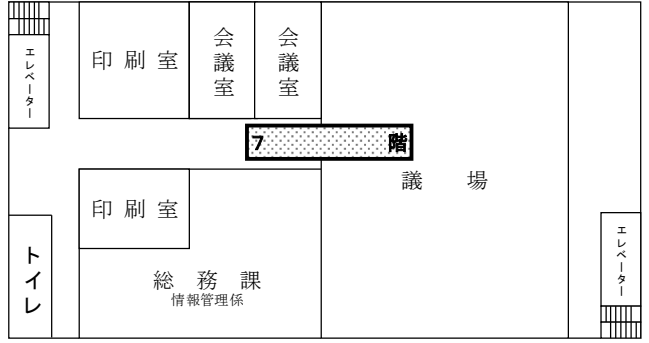 エレベーター
印刷室
会議室
会議室
7 階
議場
印刷室
総務課
情報管理係
トイレ
エレベーター